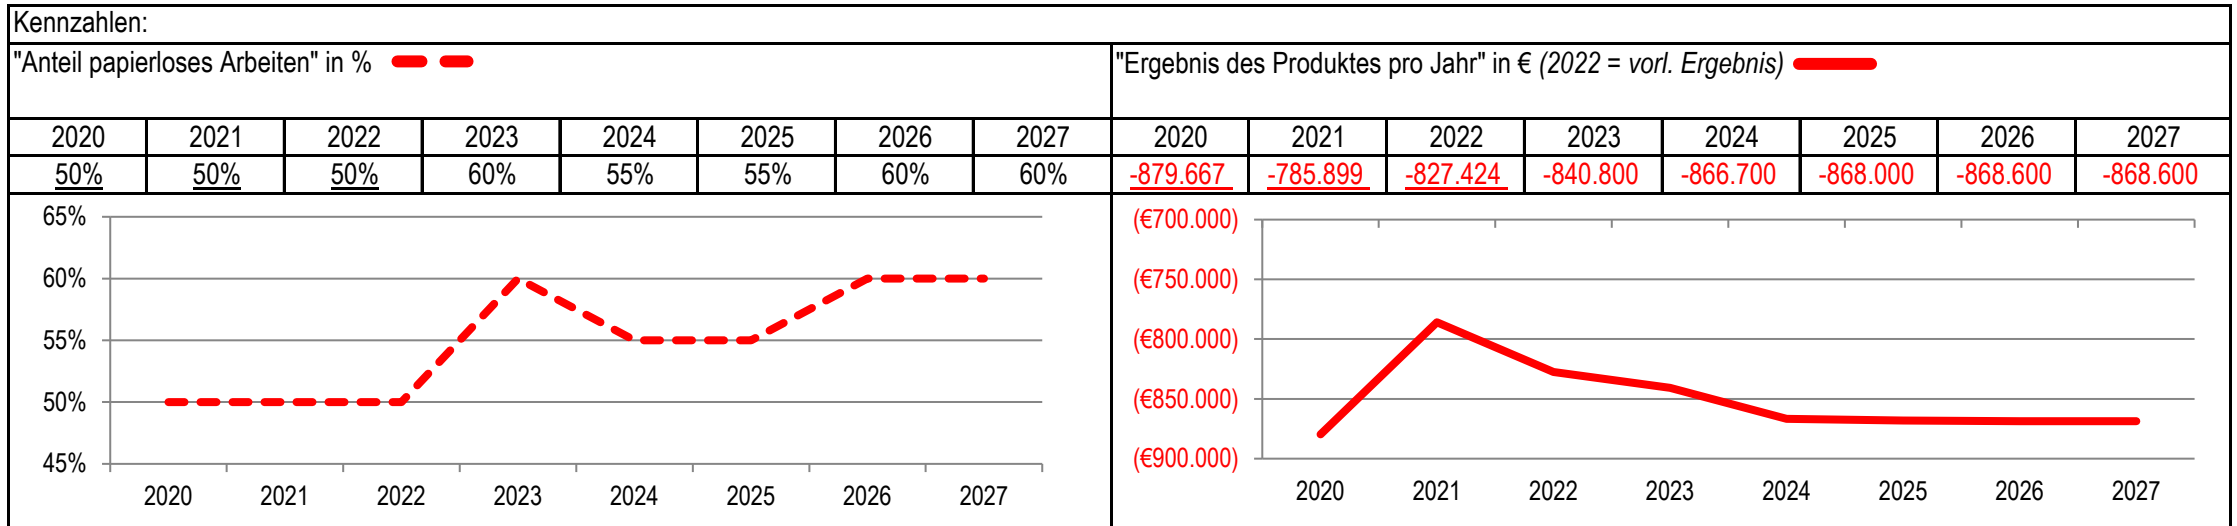 Kennzahlen:
"Anteil papierloses Arbeiten" in %
"Ergebnis des Produktes pro Jahr" in € (2022 = vorl. Ergebnis)
2020 2021 2022 2023 2024 2025 2026 2027 2020 2021 2022 2023 2024 2025 2026 2027
50% 50% 50% 60% 55% 55% 60% 60% -879.667 -785.899 -827.424 -840.800 -866.700 -868.000 -868.600 -868.600
65%
60%
55%
50%
45%
2020 2021 2022 2023 2024 2025 2026 2027
(€700.000)
(€750.000)
(€800.000)
(€850.000)
(€900.000)
2020 2021 2022 2023 2024 2025 2026 2027